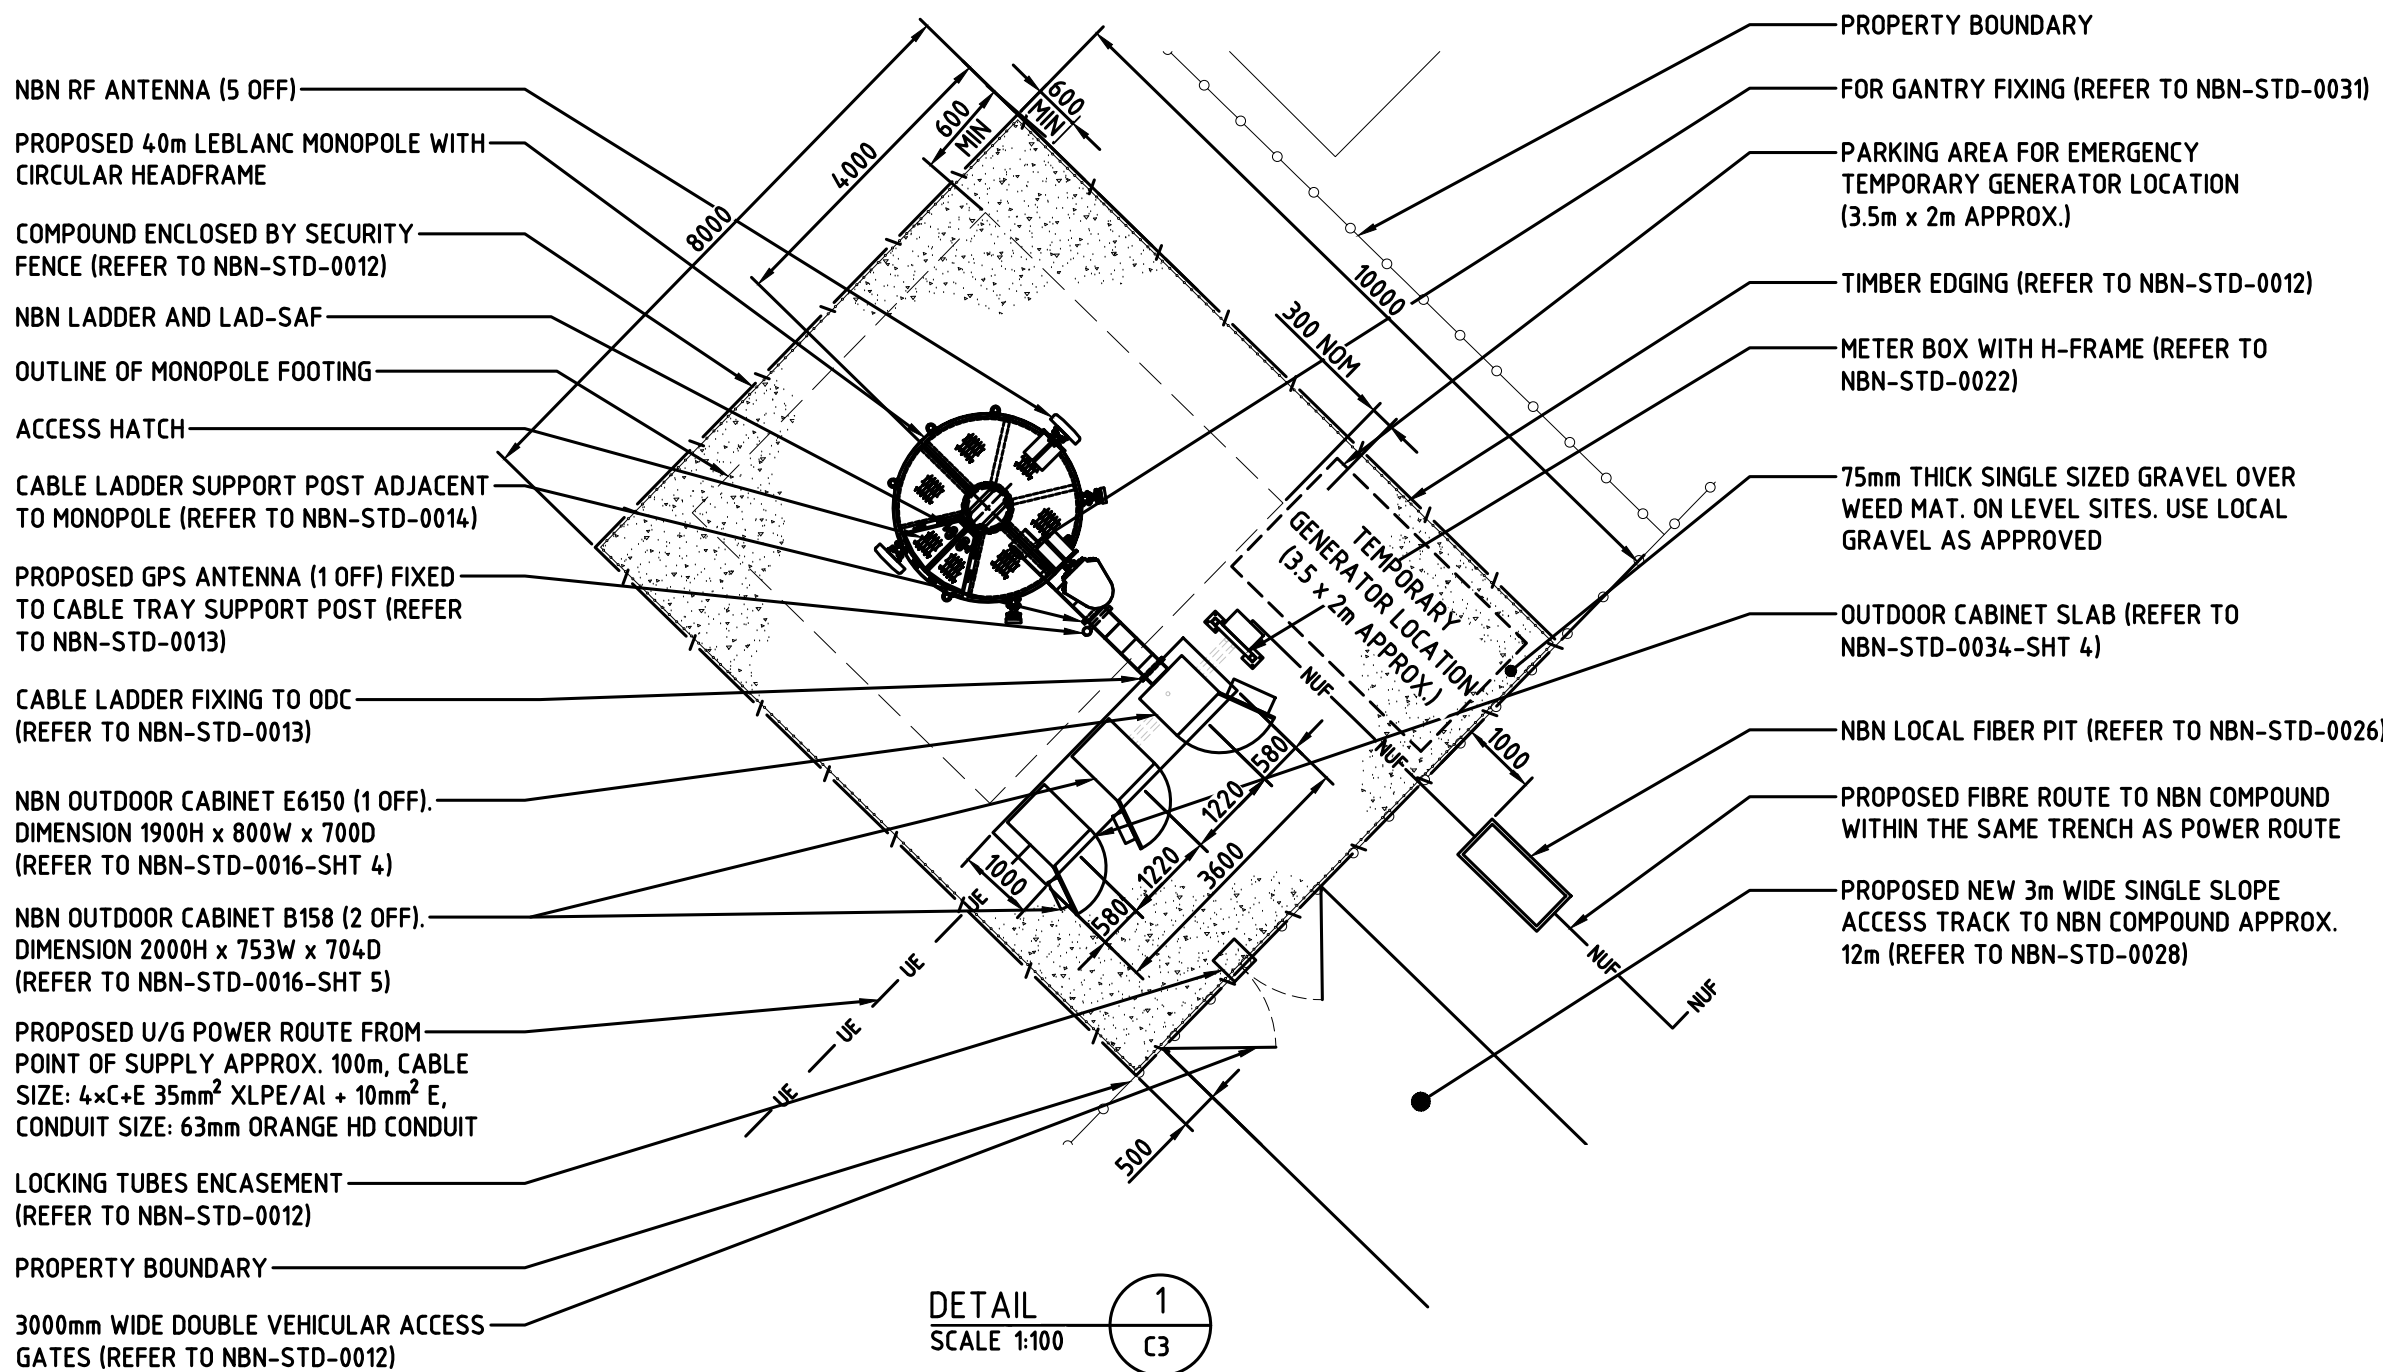 NBN RF ANTENNA (5 OFF)
PROPOSED 40m LEBLANC MONOPOLE WITH
CIRCULAR HEADFRAME
COMPOUND ENCLOSED BY SECURITY
FENCE (REFER TO NBN-STD-0012)
NBN LADDER AND LAD-SAF
OUTLINE OF MONOPOLE FOOTING
ACCESS HATCH
CABLE LADDER SUPPORT POST ADJACENT
TO MONOPOLE (REFER TO NBN-STD-0014)
PROPOSED GPS ANTENNA (1 OFF) FIXED
TO CABLE TRAY SUPPORT POST (REFER
TO NBN-STD-0013)
CABLE LADDER FIXING TO ODC
(REFER TO NBN-STD-0013)
NBN OUTDOOR CABINET E6150 (1 OFF).
DIMENSION 1900H x 800W x 700D
(REFER TO NBN-STD-0016-SHT 4)
NBN OUTDOOR CABINET B158 (2 OFF).
DIMENSION 2000H x 753W x 704D
(REFER TO NBN-STD-0016-SHT 5)
PROPOSED U/G POWER ROUTE FROM
POINT OF SUPPLY APPROX. 100m, CABLE
SIZE: 4×C+E 35mm² XLPE/Al + 10mm² E,
CONDUIT SIZE: 63mm ORANGE HD CONDUIT
LOCKING TUBES ENCASEMENT
(REFER TO NBN-STD-0012)
PROPERTY BOUNDARY
3000mm WIDE DOUBLE VEHICULAR ACCESS
GATES (REFER TO NBN-STD-0012)
8000
4000
600
MIN
600
MIN
10000
300 NOM
TEMPORARY
GENERATOR LOCATION
(3.5 x 2m APPROX.)
NUF
NUF
1000
580
1220
3600
1220
580
1000
UE
UE
UE
UE
NUF
NUF
500
DETAIL
SCALE 1:100
1
C3
PROPERTY BOUNDARY
FOR GANTRY FIXING (REFER TO NBN-STD-0031)
PARKING AREA FOR EMERGENCY
TEMPORARY GENERATOR LOCATION
(3.5m x 2m APPROX.)
TIMBER EDGING (REFER TO NBN-STD-0012)
METER BOX WITH H-FRAME (REFER TO
NBN-STD-0022)
75mm THICK SINGLE SIZED GRAVEL OVER
WEED MAT. ON LEVEL SITES. USE LOCAL
GRAVEL AS APPROVED
OUTDOOR CABINET SLAB (REFER TO
NBN-STD-0034-SHT 4)
NBN LOCAL FIBER PIT (REFER TO NBN-STD-0026)
PROPOSED FIBRE ROUTE TO NBN COMPOUND
WITHIN THE SAME TRENCH AS POWER ROUTE
PROPOSED NEW 3m WIDE SINGLE SLOPE
ACCESS TRACK TO NBN COMPOUND APPROX.
12m (REFER TO NBN-STD-0028)